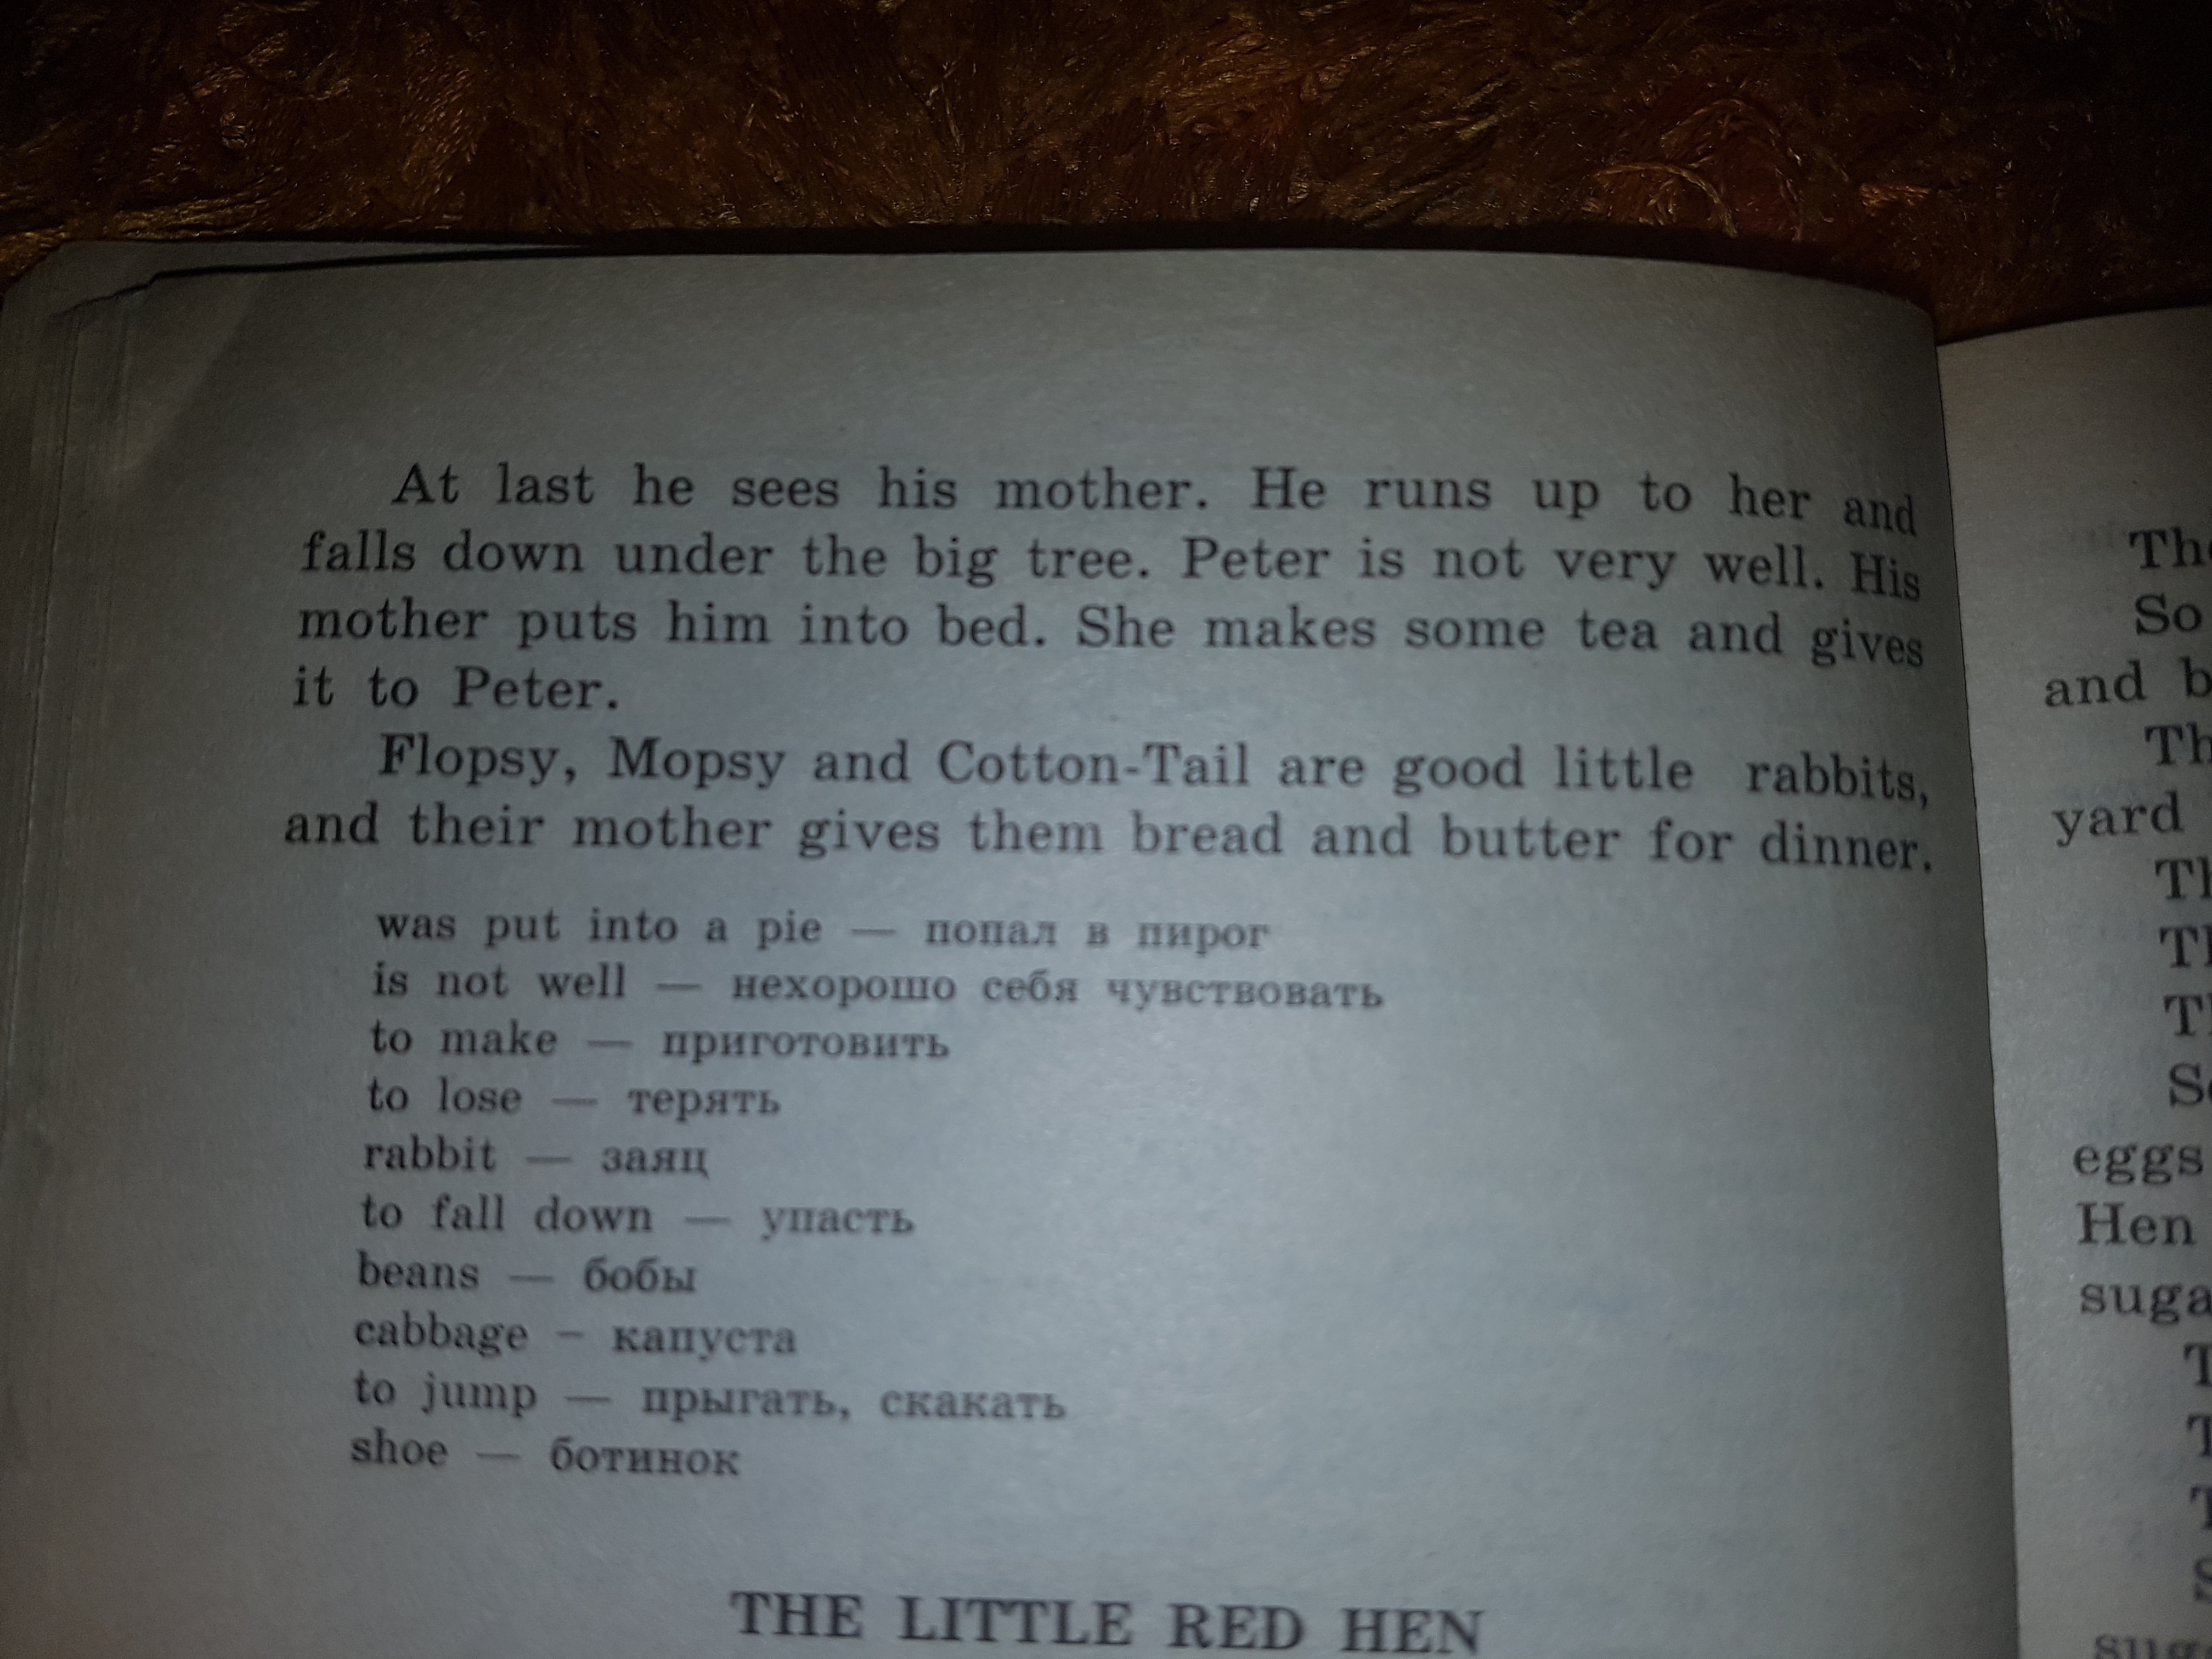 At last he sees his mother. He runs up to her and
falls down under the big tree. Peter is not very well. His
mother puts him into bed. She makes some tea and gives
it to Peter.
Flopsy, Mopsy and Cotton-Tail are good little rabbits,
and their mother gives them bread and butter for dinner.
was put into a pie — попал в пирог
is not well — нехорошо себя чувствовать
to make — приготовить
to lose — терять
rabbit — заяц
to fall down — упасть
beans — бобы
cabbage – капуста
to jump — прыгать, скакать
shoe — ботинок
THE LITTLE RED HEN
So
and
yard
eggs
Hen